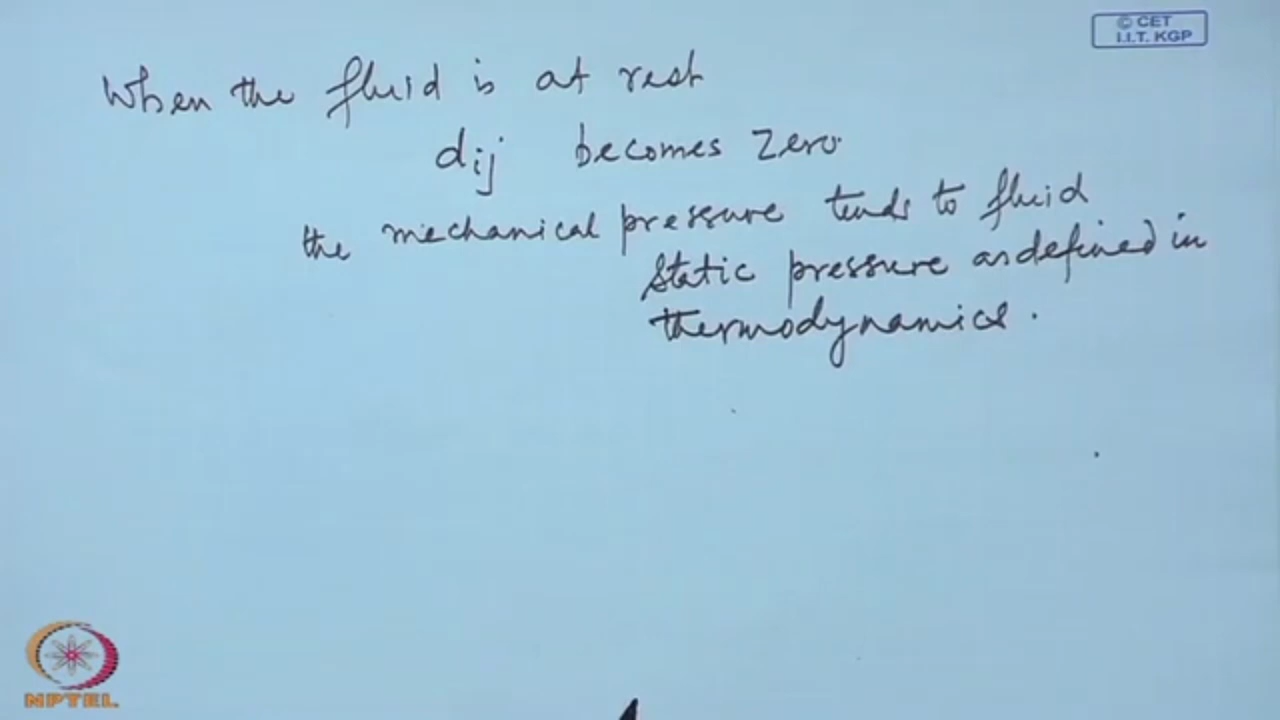 © CET
I.I.T. KGP
When the fluid is at rest
dij becomes zero.
the mechanical pressure tends to fluid
static pressure as defined in
thermodynamics.
NPTEL